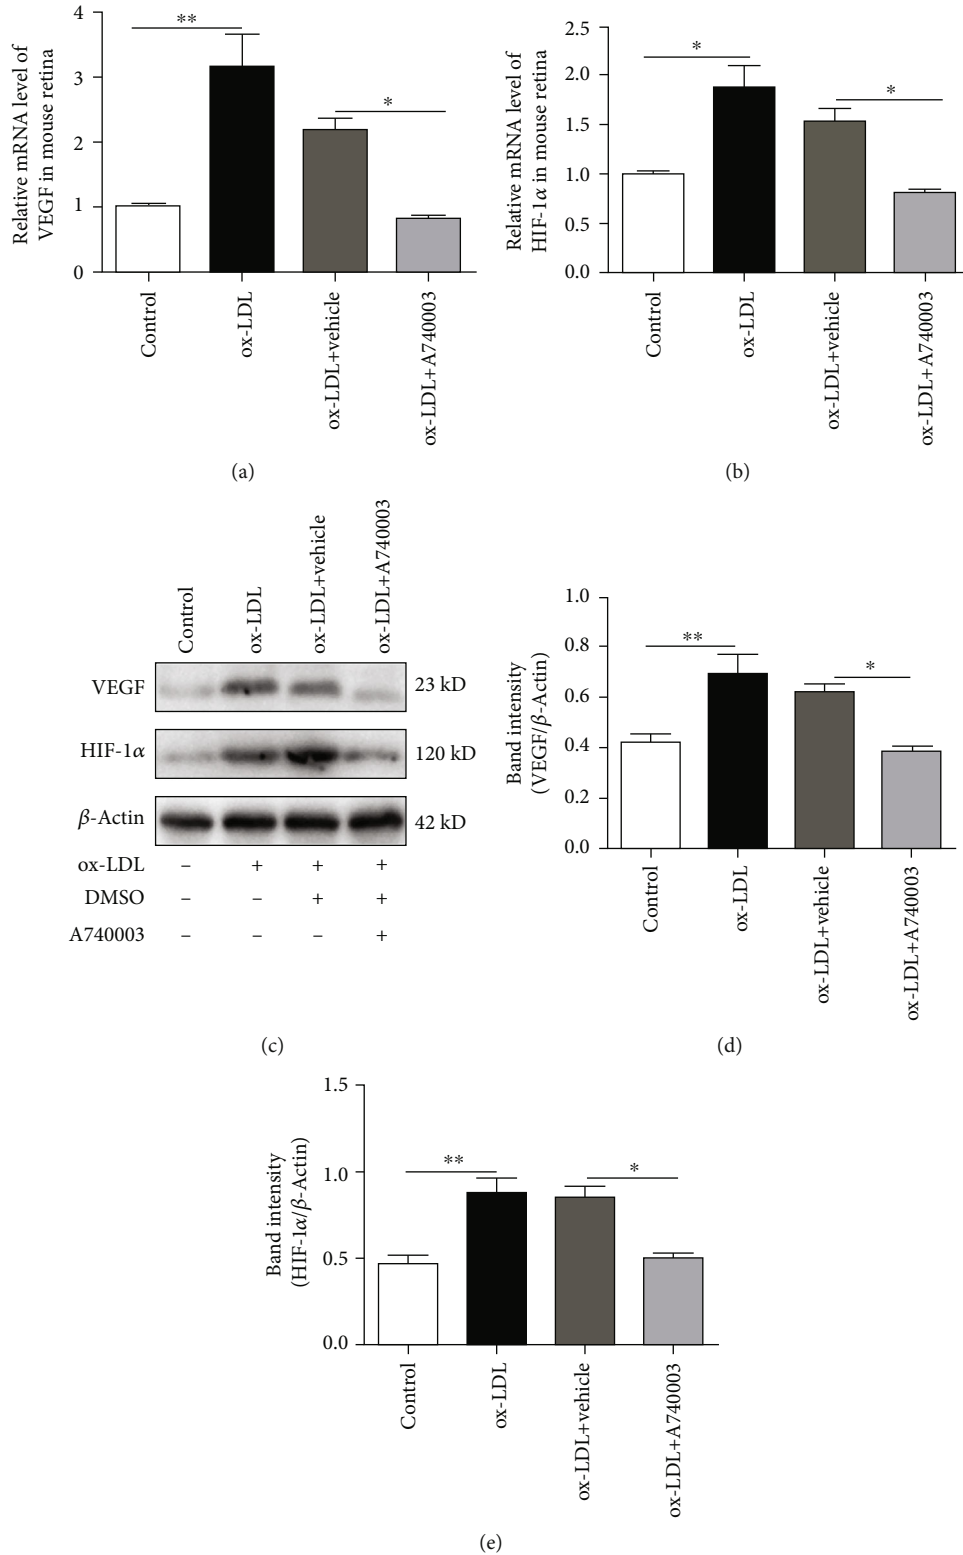 4
3
2
1
0
Relative mRNA level of
VEGF in mouse retina
**
*
Control
ox-LDL
ox-LDL+vehicle
ox-LDL+A740003
(a)
2.5
2.0
1.5
1.0
0.5
0.0
Relative mRNA level of
HIF-1α in mouse retina
*
*
Control
ox-LDL
ox-LDL+vehicle
ox-LDL+A740003
(b)
Control
ox-LDL
ox-LDL+vehicle
ox-LDL+A740003
VEGF 23 kD
HIF-1α 120 kD
β-Actin 42 kD
ox-LDL – + + +
DMSO – – + +
A740003 – – – +
(c)
1.0
0.8
0.6
0.4
0.2
0.0
Band intensity
(VEGF/β-Actin)
**
*
Control
ox-LDL
ox-LDL+vehicle
ox-LDL+A740003
(d)
1.5
1.0
0.5
0.0
Band intensity
(HIF-1α/β-Actin)
**
*
Control
ox-LDL
ox-LDL+vehicle
ox-LDL+A740003
(e)